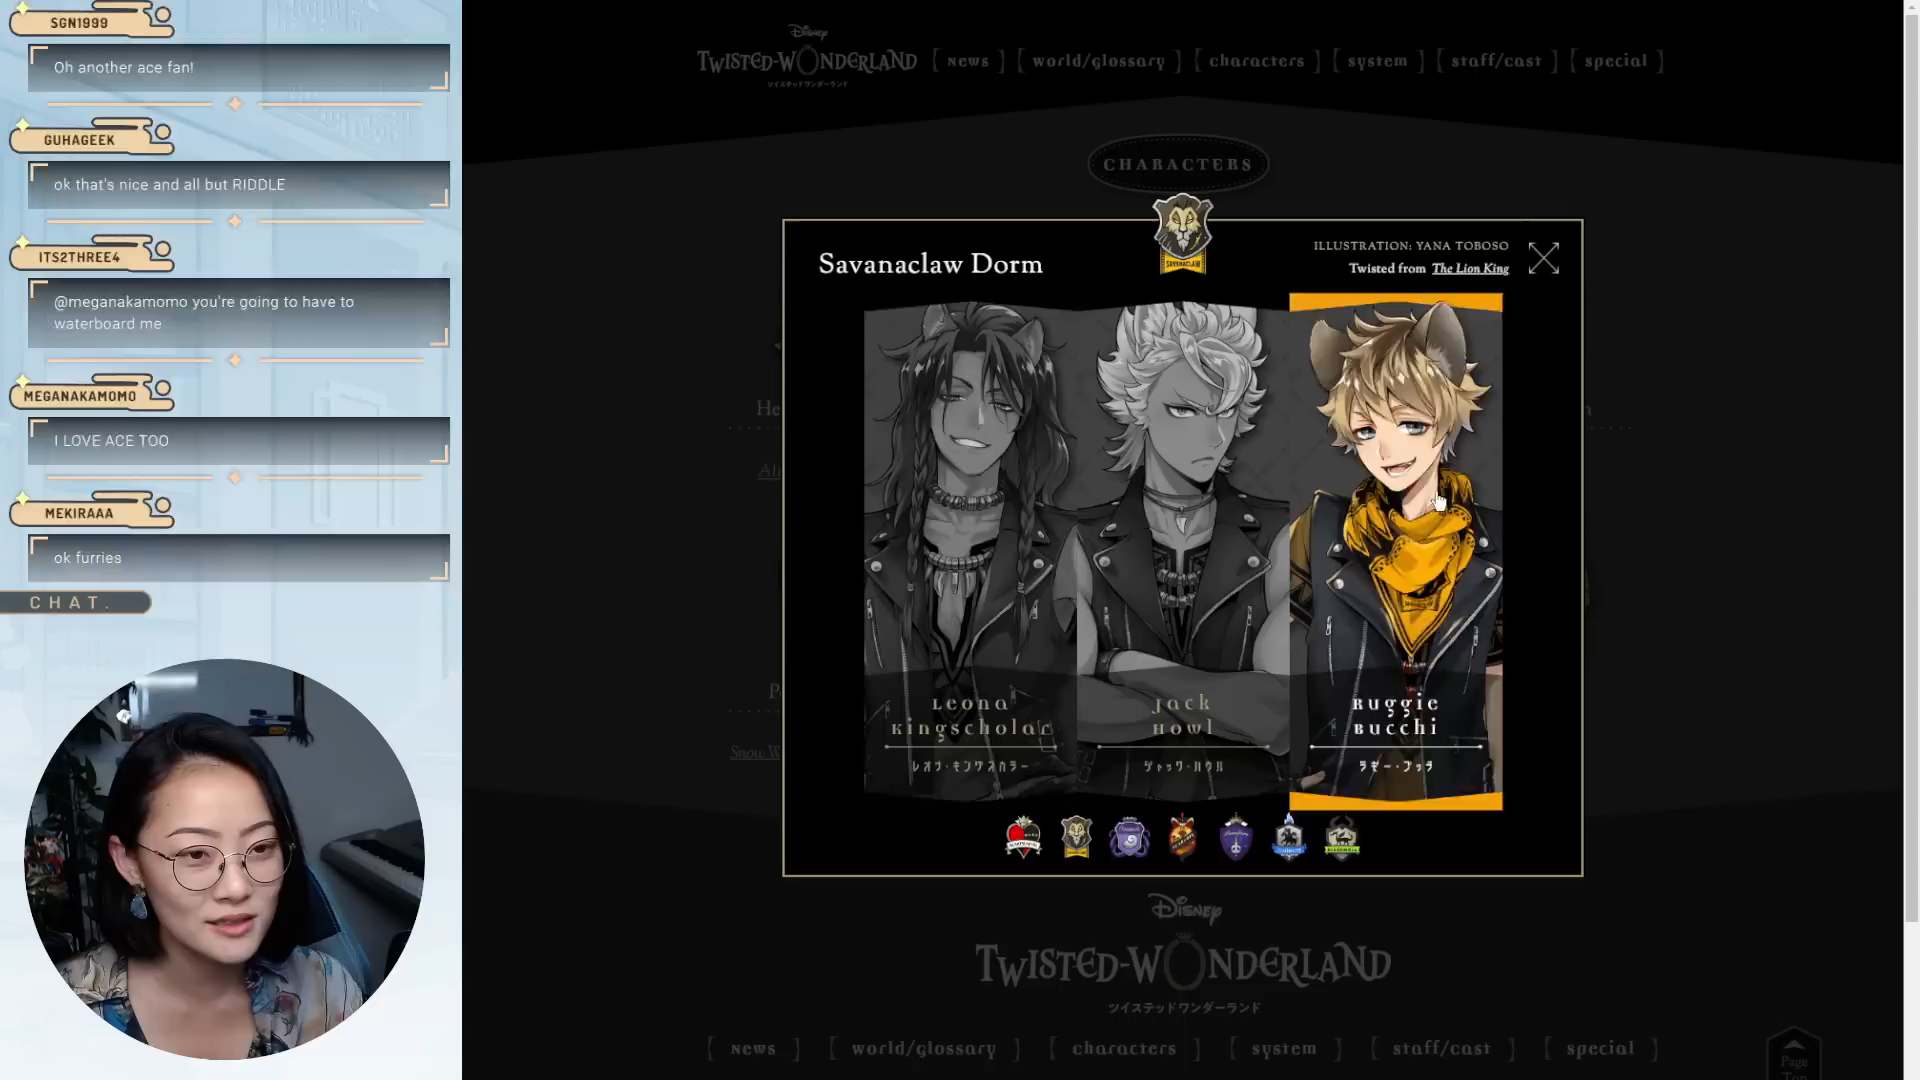 SGN1999
Oh another ace fan!
GUHAGEEK
ok that's nice and all but RIDDLE
ITS2THREE4
@meganakamomo you're going to have to
waterboard me
MEGANAKAMOMO
I LOVE ACE TOO
MEKIRAAA
ok furries
CHAT.
Disney
TWISTED-WONDERLAND
ツイステッドワンダーランド
[ news ] [ world/glossary ] [ characters ] [ system ] [ staff/cast ] [ special ]
CHARACTERS
SAVANACLAW
Savanaclaw Dorm
ILLUSTRATION: YANA TOBOSO
Twisted from The Lion King
Leona
Kingscholar
レオナ・キングスカラー
Jack
Howl
ジャック・ハウル
Ruggie
Bucchi
ラギー・ブッチ
He
Al
P
Snow W
Disney
TWISTED-WONDERLAND
ツイステッドワンダーランド
[ news ] [ world/glossary ] [ characters ] [ system ] [ staff/cast ] [ special ]
Page
Top